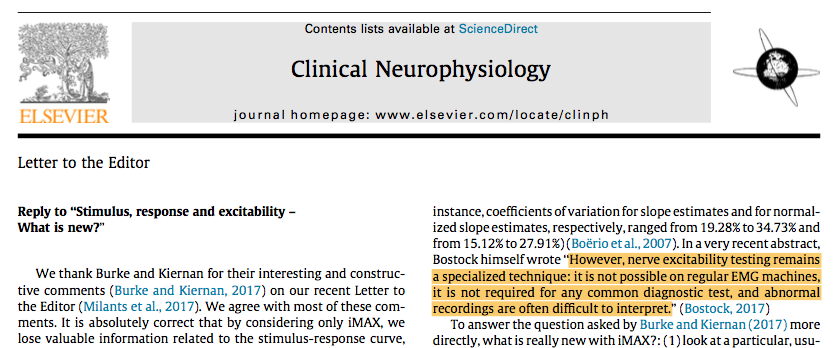 Contents lists available at ScienceDirect
Clinical Neurophysiology
journal homepage: www.elsevier.com/locate/clinph
ELSEVIER
Letter to the Editor
Reply to “Stimulus, response and excitability –
What is new?”
We thank Burke and Kiernan for their interesting and construc-
tive comments (Burke and Kiernan, 2017) on our recent Letter to
the Editor (Milants et al., 2017). We agree with most of these com-
ments. It is absolutely correct that by considering only iMAX, we
lose valuable information related to the stimulus-response curve,
instance, coefficients of variation for slope estimates and for normal-
ized slope estimates, respectively, ranged from 19.28% to 34.73% and
from 15.12% to 27.91%) (Boërio et al., 2007). In a very recent abstract,
Bostock himself wrote “However, nerve excitability testing remains
a specialized technique: it is not possible on regular EMG machines,
it is not required for any common diagnostic test, and abnormal
recordings are often difficult to interpret.” (Bostock, 2017)
To answer the question asked by Burke and Kiernan (2017) more
directly, what is really new with iMAX?: (1) look at a particular, usu-